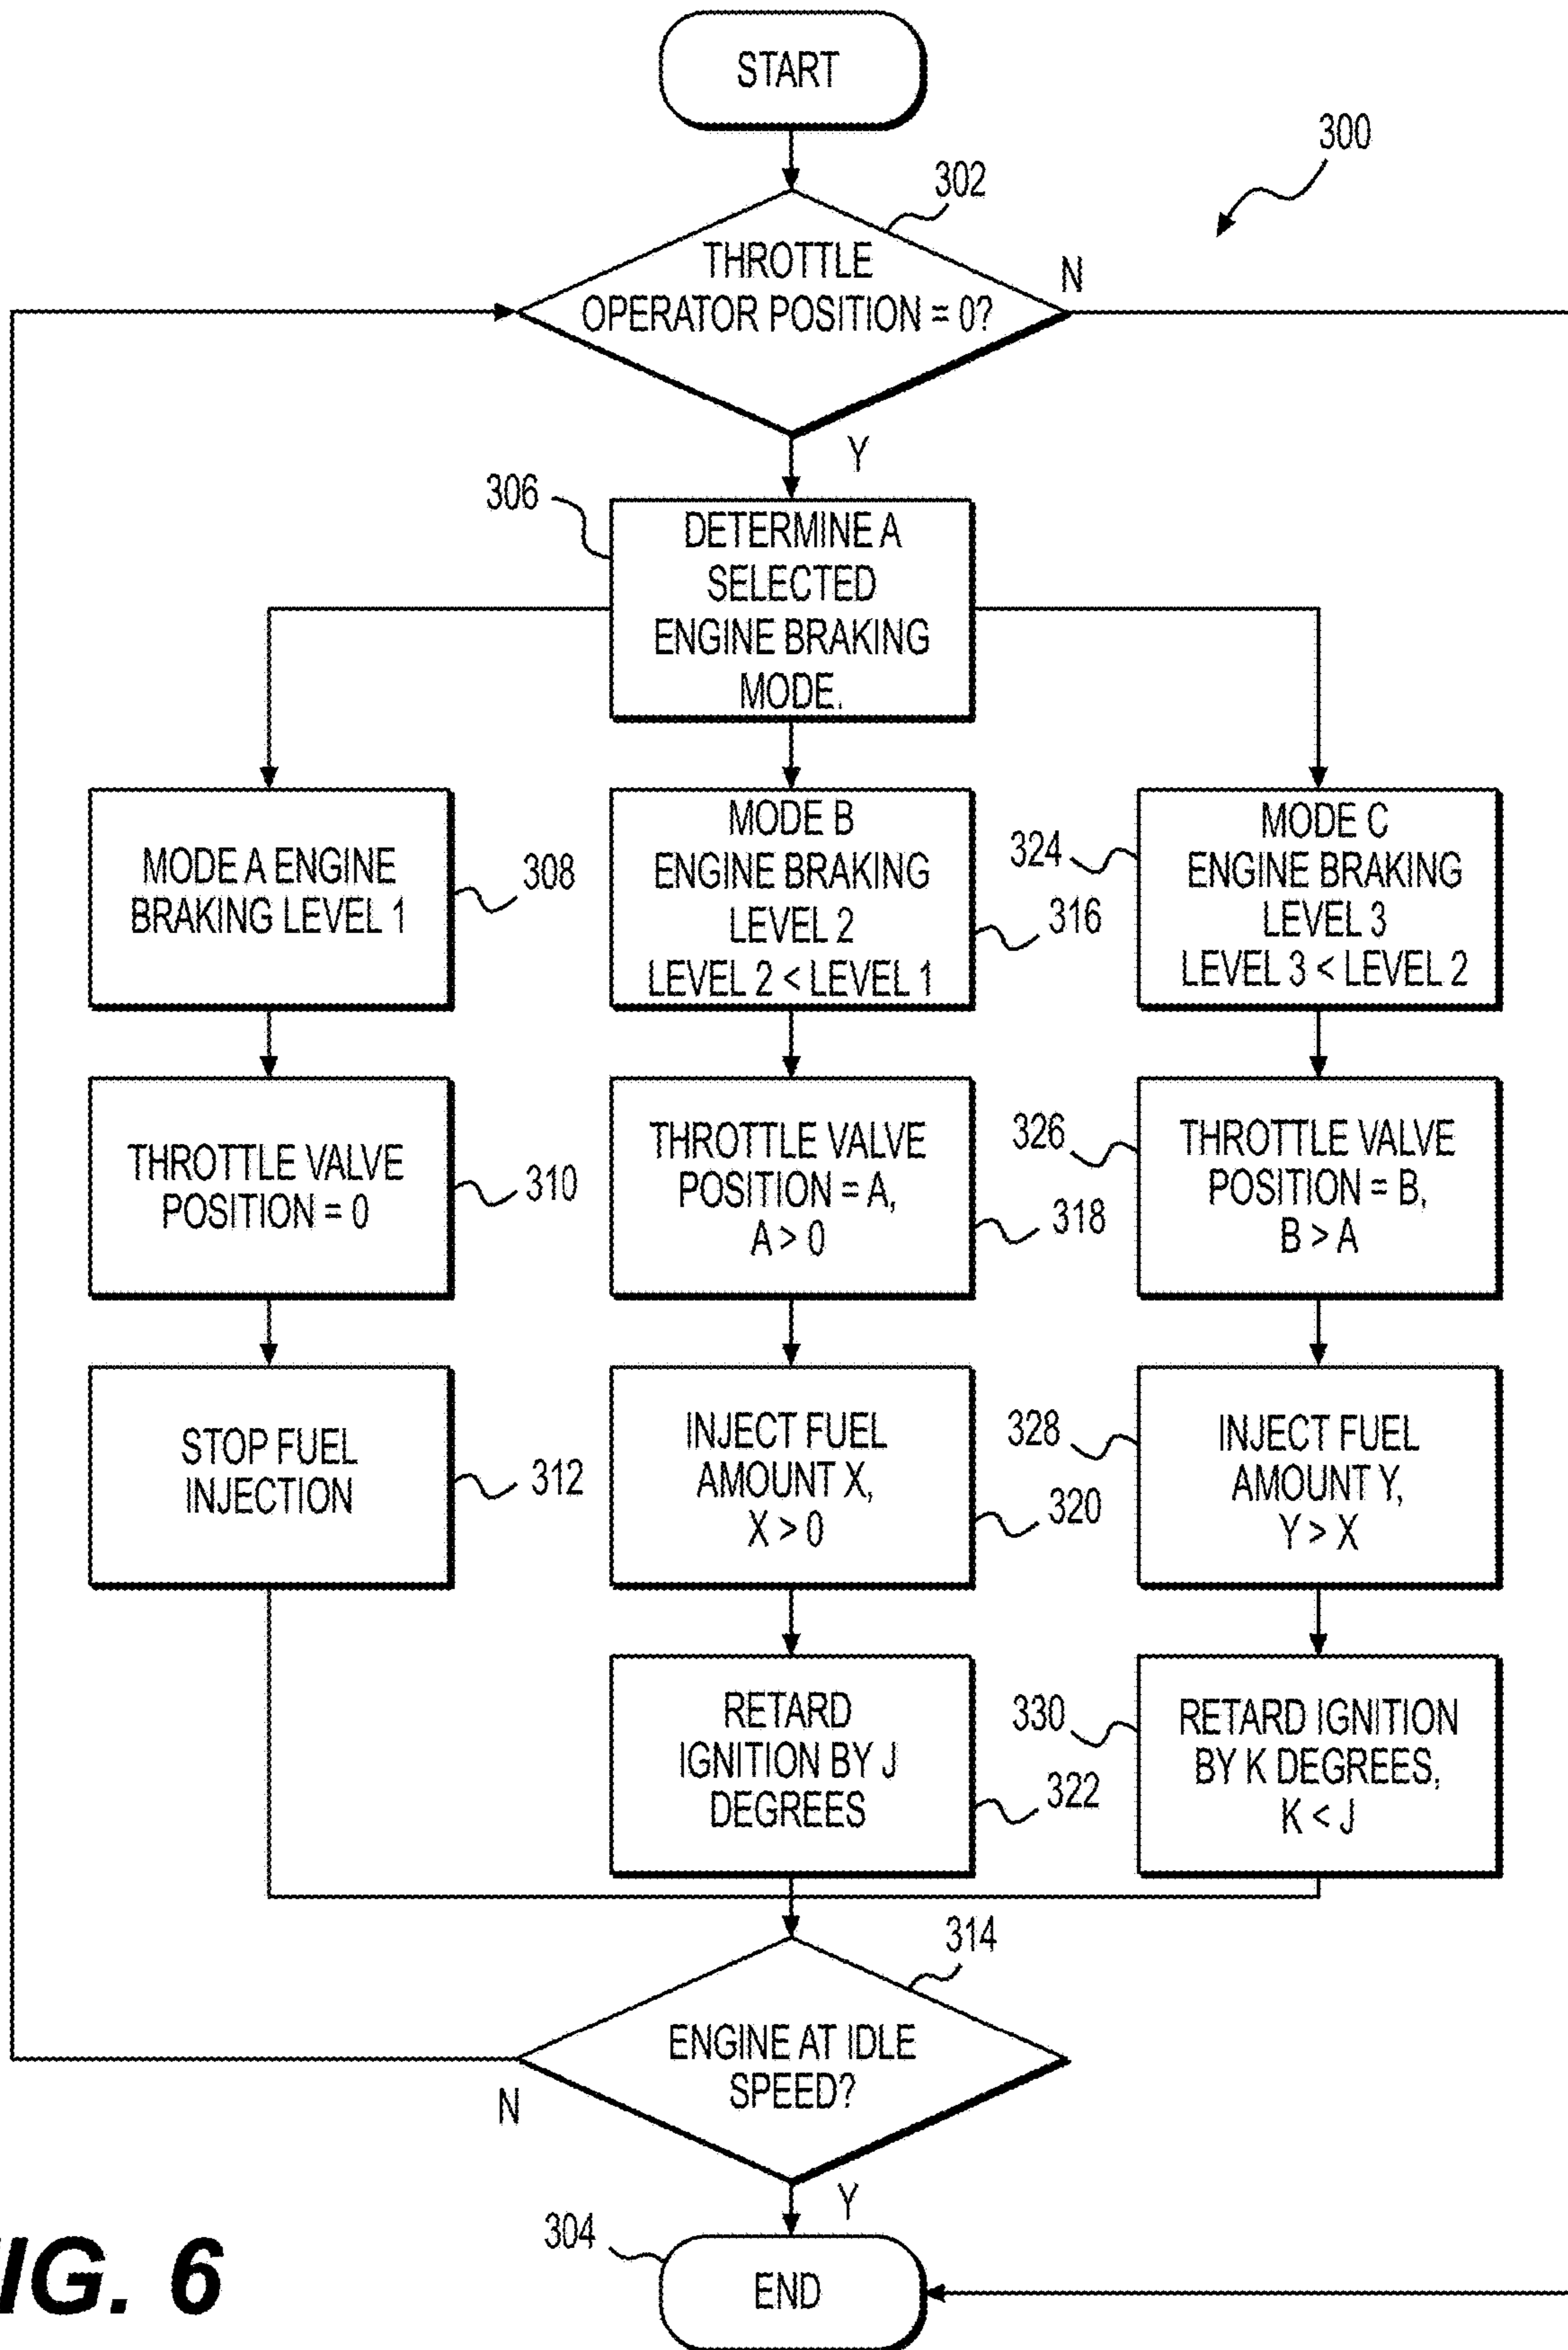 START
300
302
THROTTLE
OPERATOR POSITION = 0?
N
Y
306
DETERMINE A
SELECTED
ENGINE BRAKING
MODE.
MODE A ENGINE
BRAKING LEVEL 1
308
MODE B
ENGINE BRAKING
LEVEL 2
LEVEL 2 < LEVEL 1
316
324
MODE C
ENGINE BRAKING
LEVEL 3
LEVEL 3 < LEVEL 2
THROTTLE VALVE
POSITION = 0
310
THROTTLE VALVE
POSITION = A,
A > 0
318
326
THROTTLE VALVE
POSITION = B,
B > A
STOP FUEL
INJECTION
312
INJECT FUEL
AMOUNT X,
X > 0
320
328
INJECT FUEL
AMOUNT Y,
Y > X
RETARD
IGNITION BY J
DEGREES
322
330
RETARD IGNITION
BY K DEGREES,
K < J
314
ENGINE AT IDLE
SPEED?
N
Y
304
END
IG. 6